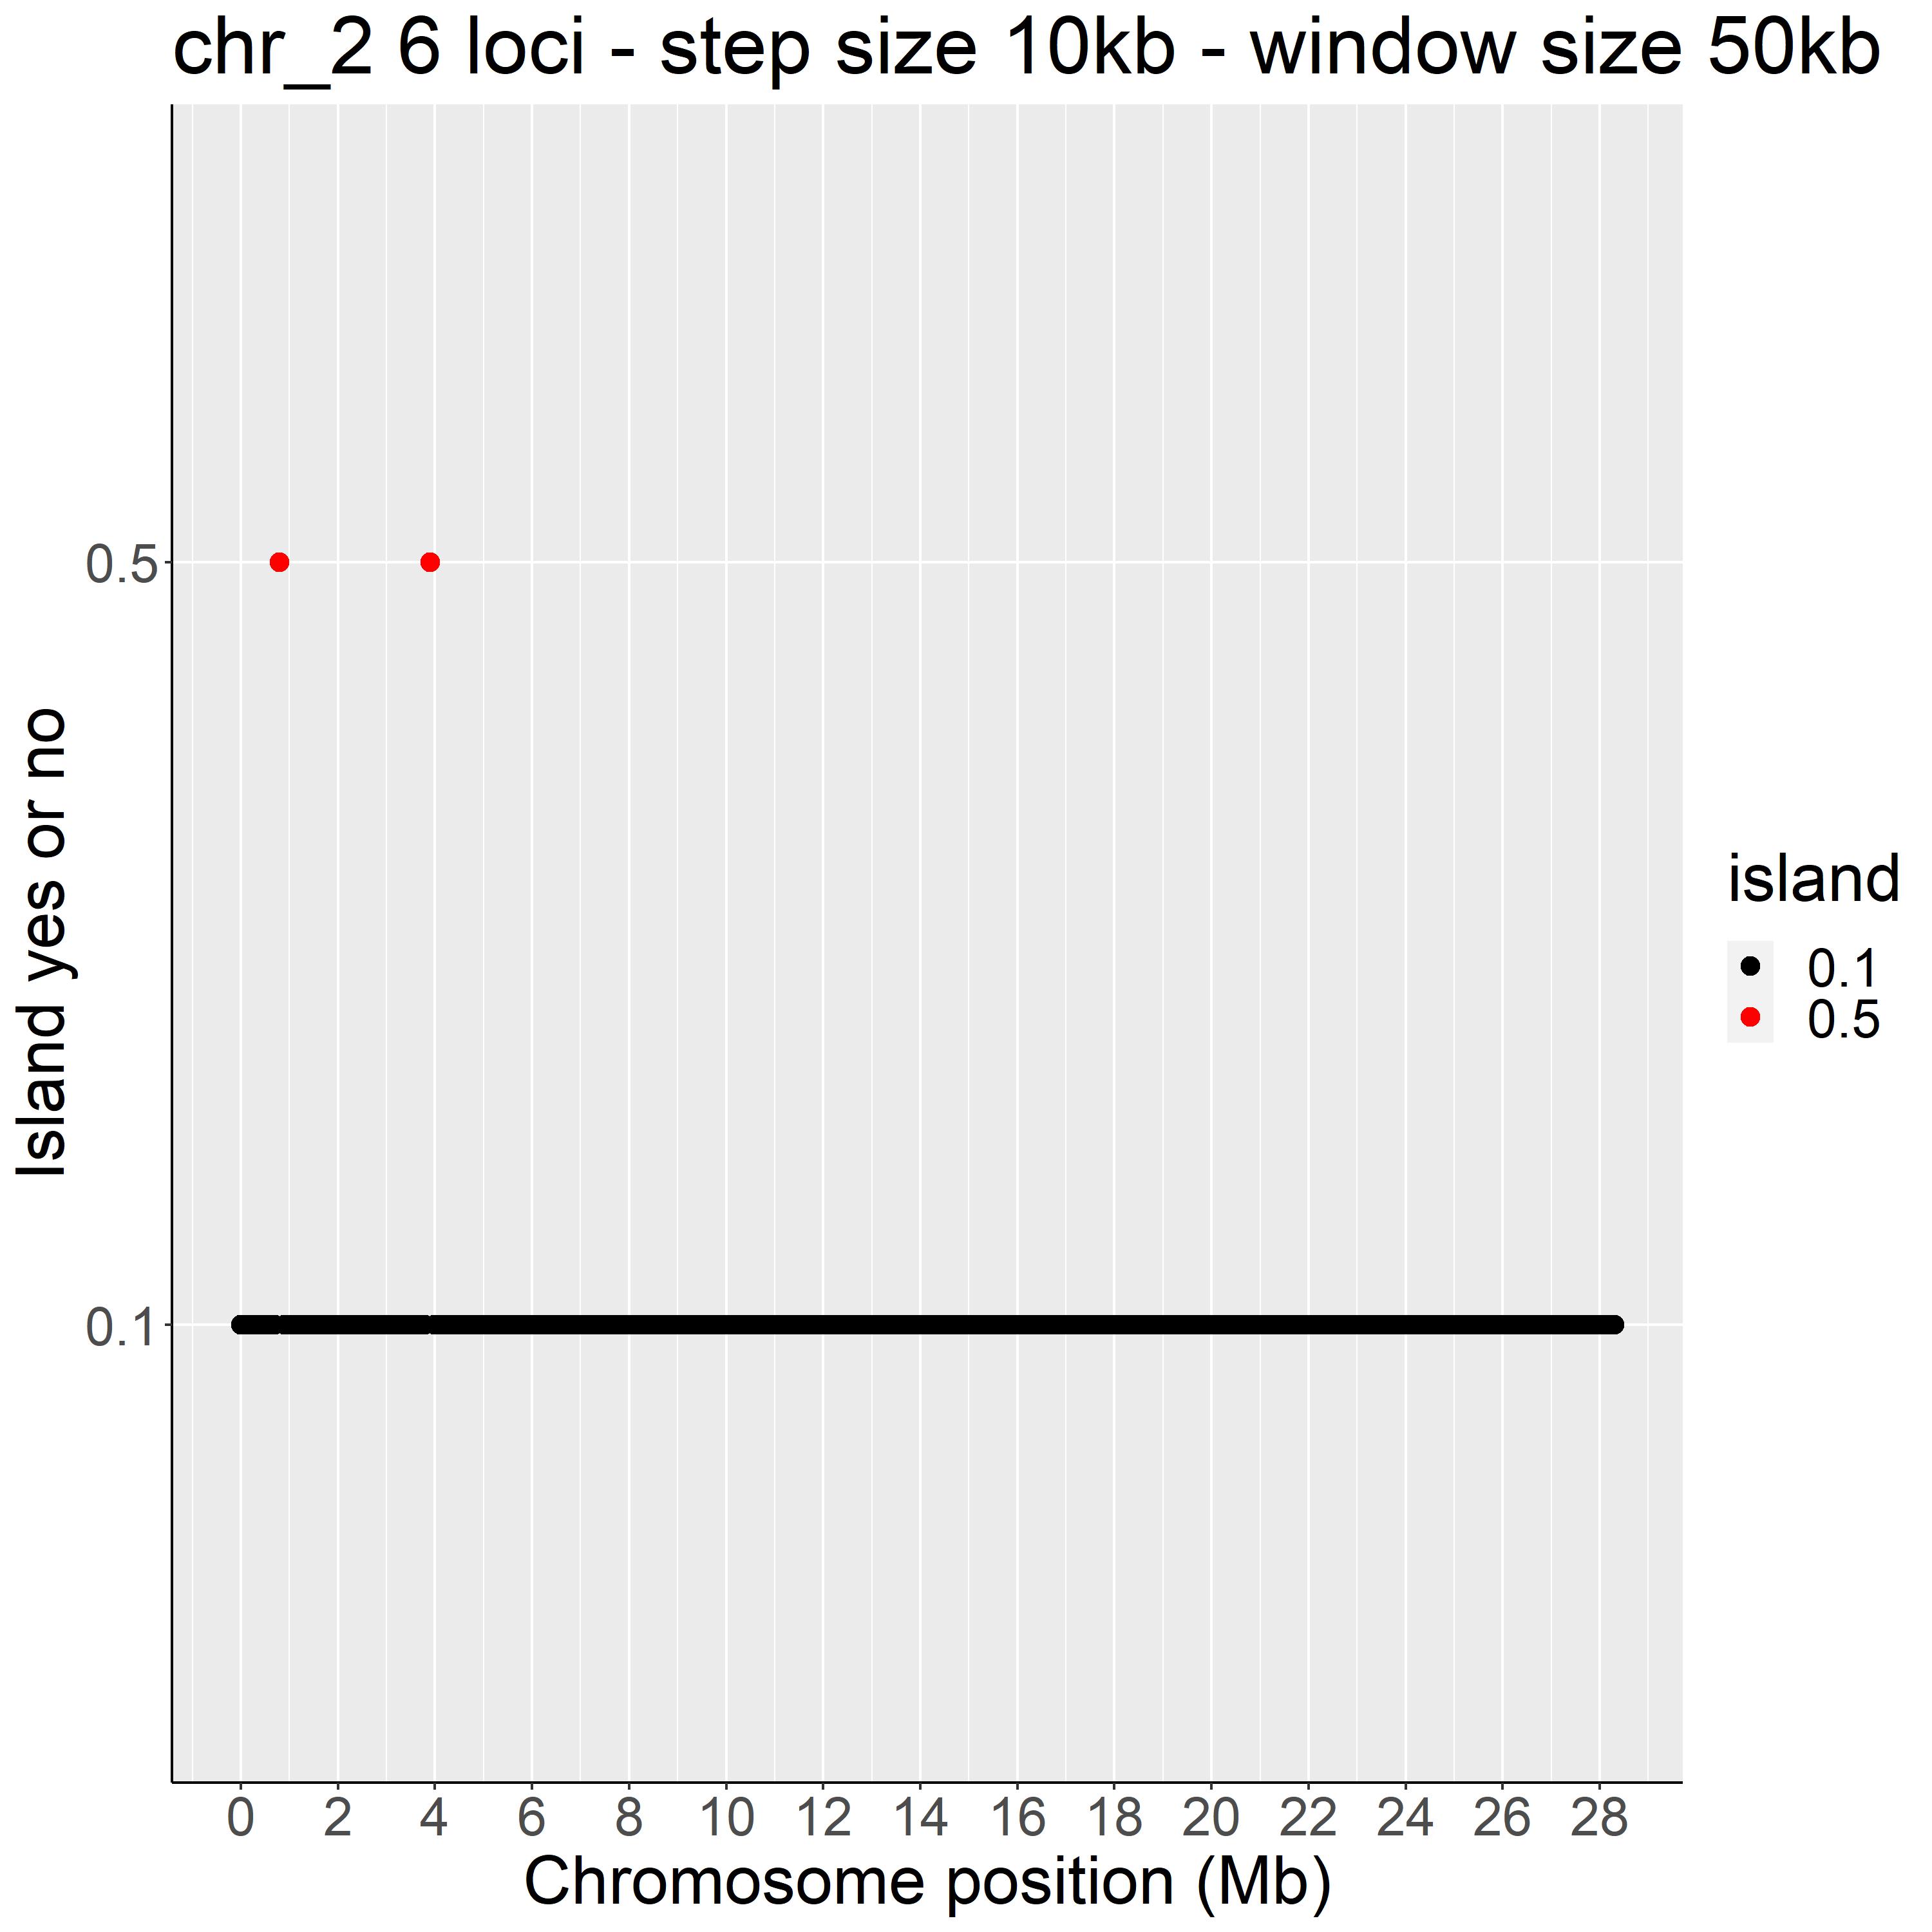 chr_2 6 loci - step size 10kb - window size 50kb
Island yes or no
0.5
0.1
0 2 4 6 8 10 12 14 16 18 20 22 24 26 28
Chromosome position (Mb)
island
0.1
0.5